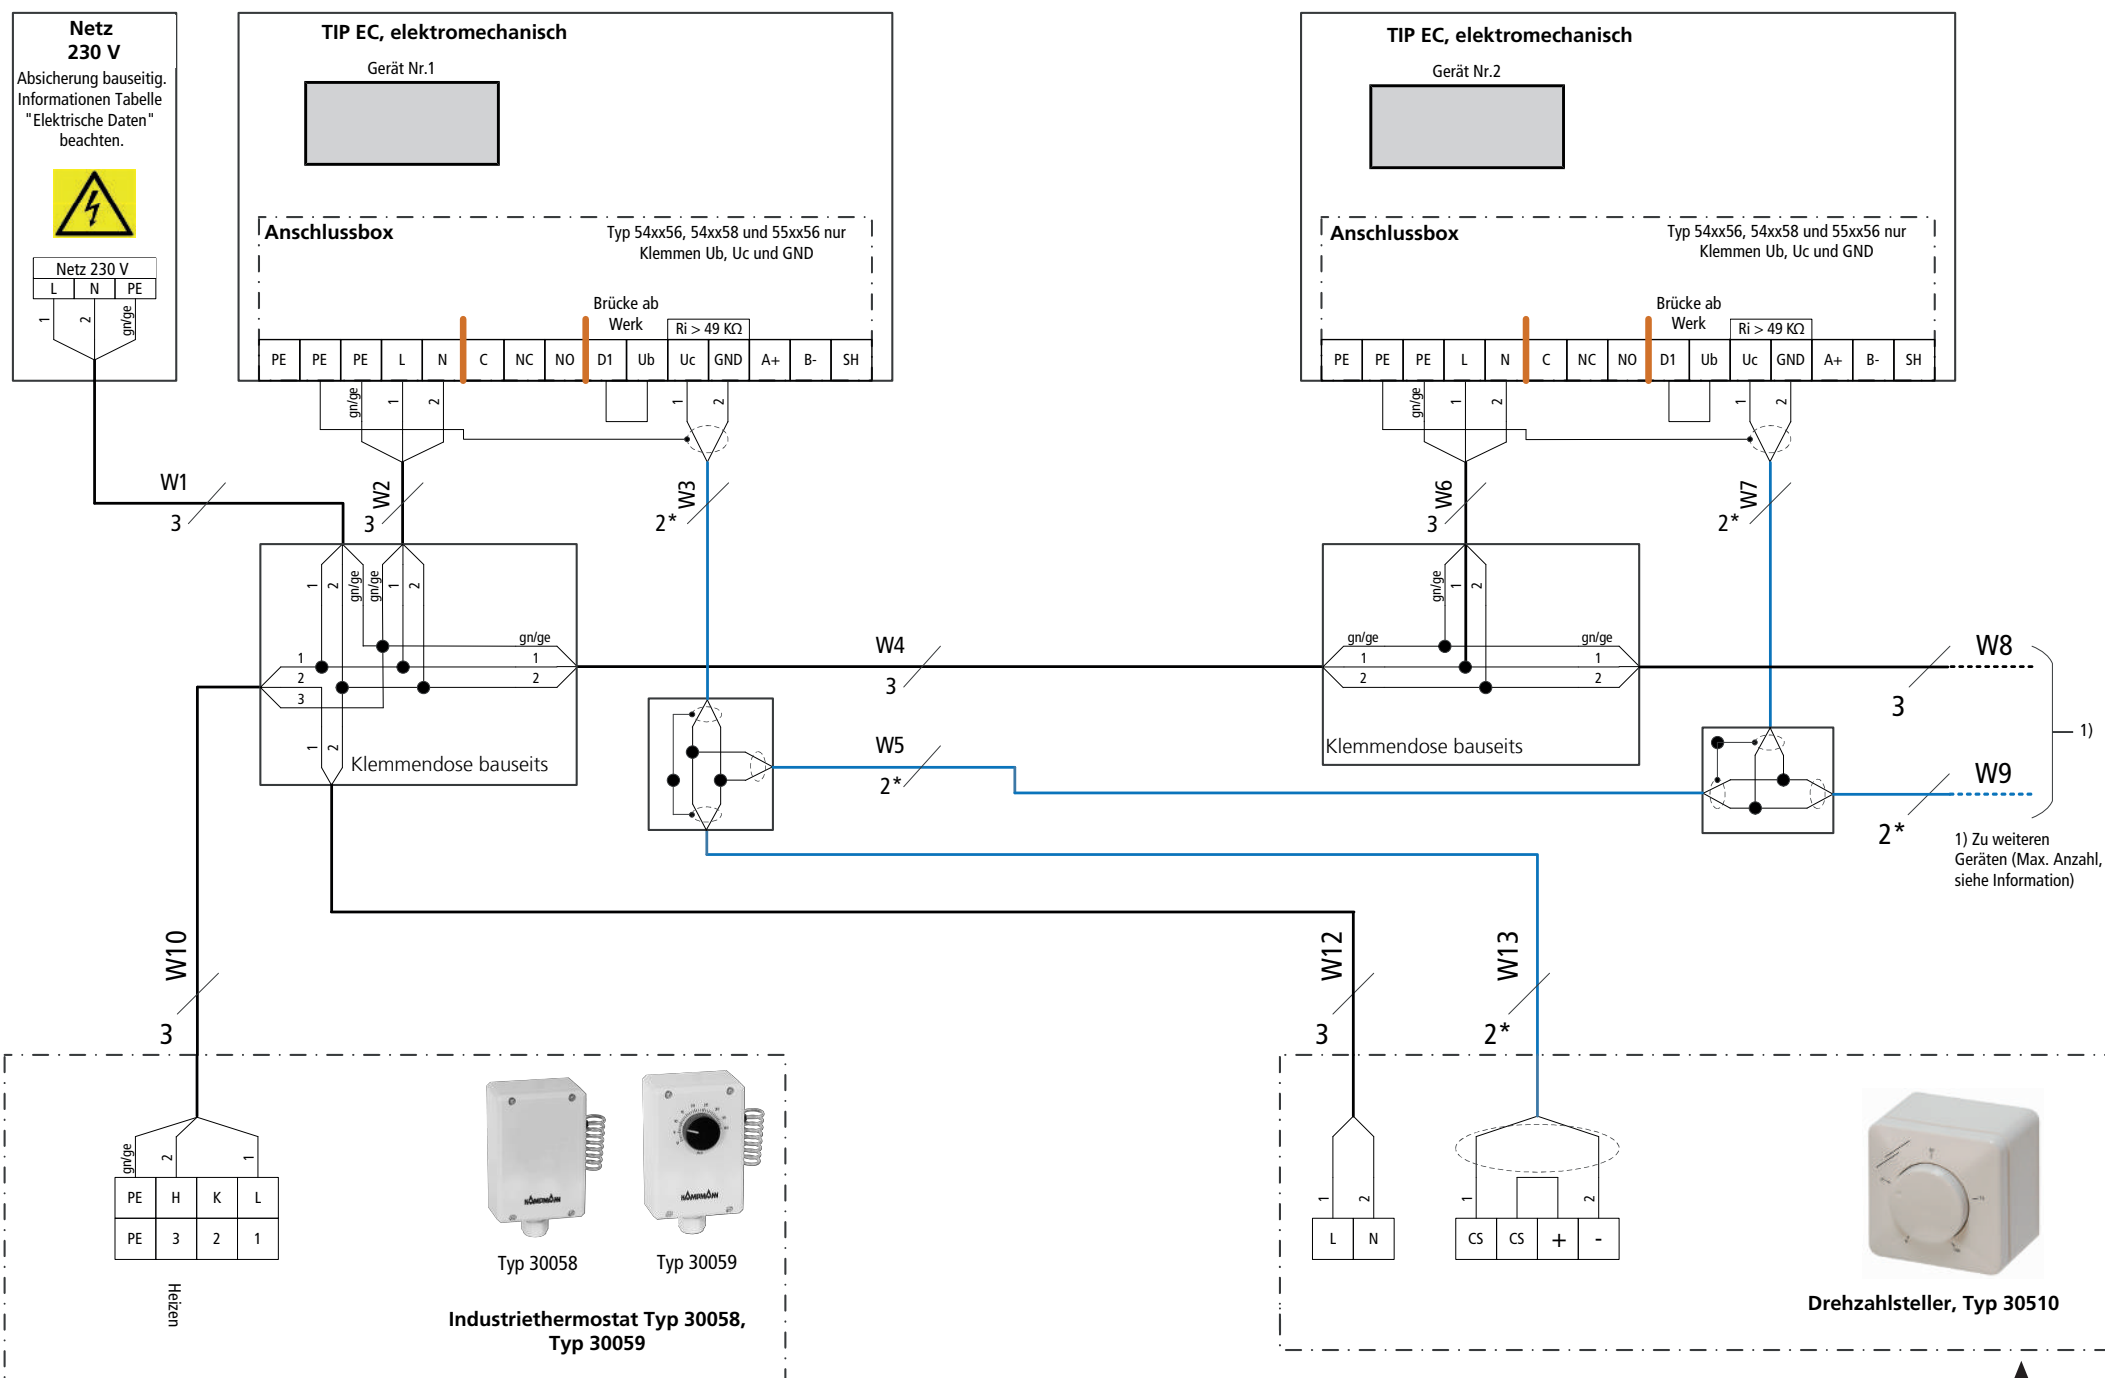 Netz
230 V
Absicherung bauseitig.
Informationen Tabelle
"Elektrische Daten"
beachten.
Netz 230 V
L N PE
1 2 gn/ge
TIP EC, elektromechanisch
Gerät Nr.1
Anschlussbox
Typ 54xx56, 54xx58 und 55xx56 nur
Klemmen Ub, Uc und GND
Brücke ab
Werk
Ri > 49 KΩ
PE PE PE L N C NC NO D1 Ub Uc GND A+ B- SH
gn/ge 1 2 1 2
TIP EC, elektromechanisch
Gerät Nr.2
Anschlussbox
Typ 54xx56, 54xx58 und 55xx56 nur
Klemmen Ub, Uc und GND
Brücke ab
Werk
Ri > 49 KΩ
PE PE PE L N C NC NO D1 Ub Uc GND A+ B- SH
gn/ge 1 2 1 2
W1
3
W2
3
W3
2*
W6
3
W7
2*
1 2 gn/ge gn/ge 1 2
gn/ge
1 1
2 2
3
1 2
Klemmendose bauseits
W4
3
W5
2*
gn/ge 1 2
gn/ge gn/ge
1 1
2 2
Klemmendose bauseits
W8
3
W9
2*
1)
1) Zu weiteren
Geräten (Max. Anzahl,
siehe Information)
W10
3
W12
3
W13
2*
gn/ge 2 1
PE H K L
PE 3 2 1
Heizen
KAMPMANN
KAMPMANN
Typ 30058 Typ 30059
Industriethermostat Typ 30058,
Typ 30059
1 2 1 2
L N CS CS + -
Drehzahlsteller, Typ 30510